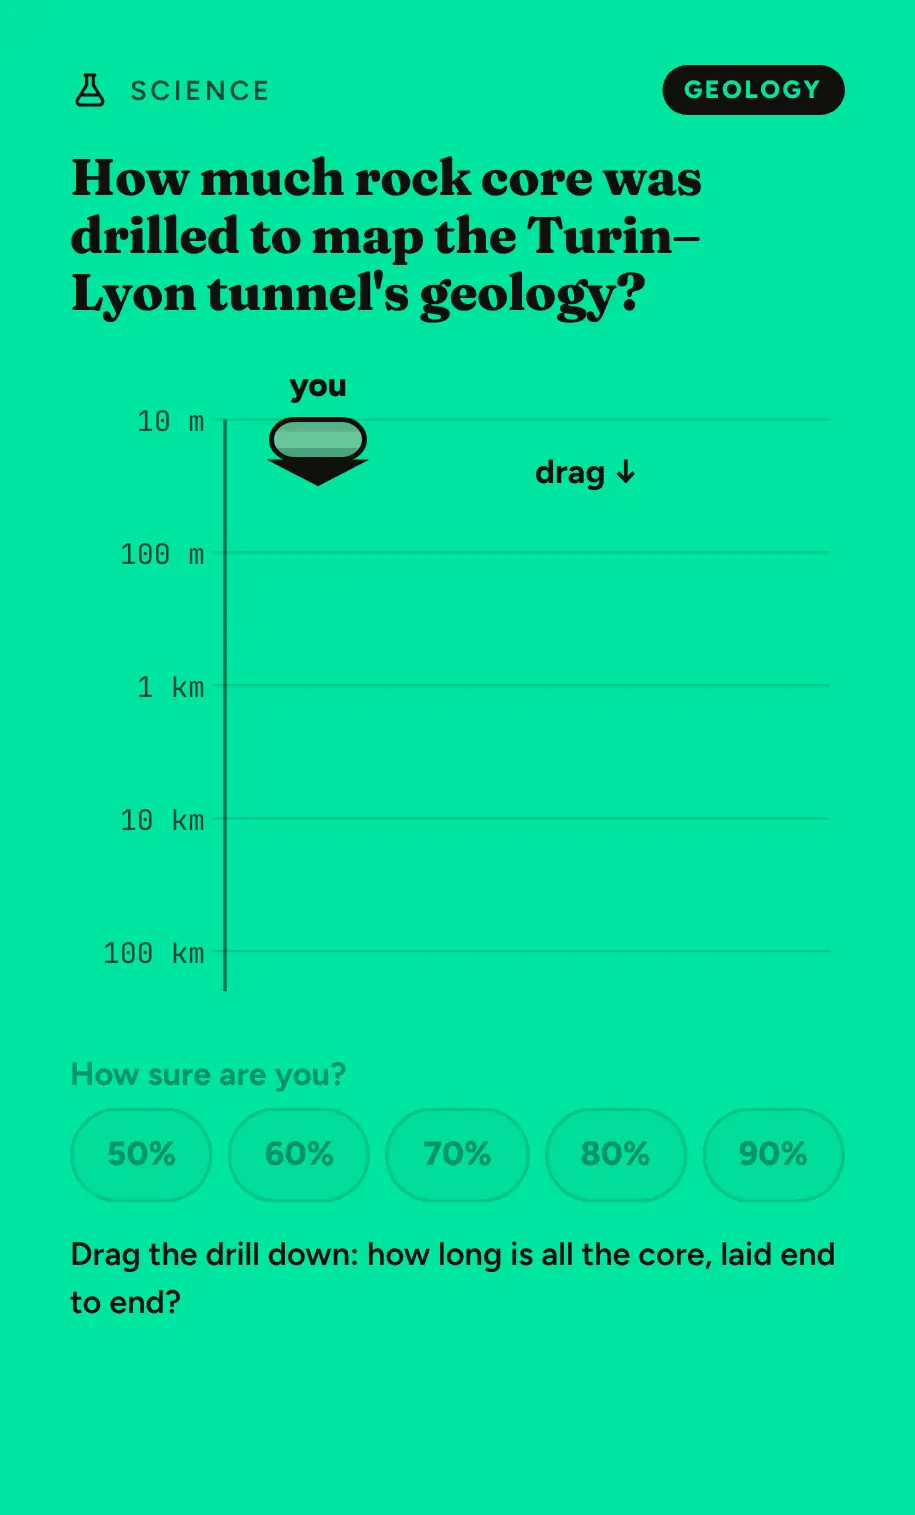 SCIENCE
GEOLOGY
How much rock core was
drilled to map the Turin–
Lyon tunnel's geology?
you
10 m
drag ↓
100 m
1 km
10 km
100 km
How sure are you?
50% 60% 70% 80% 90%
Drag the drill down: how long is all the core, laid end
to end?